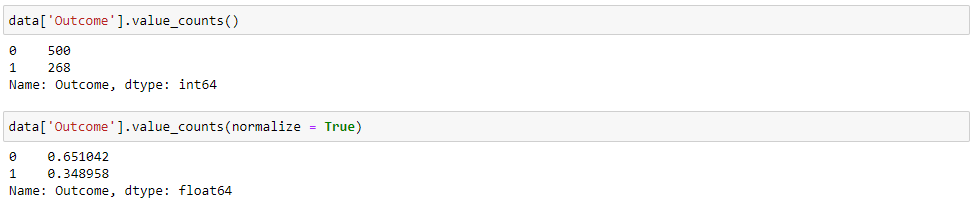 data['Outcome'].value_counts()
0    500
1    268
Name: Outcome, dtype: int64
data['Outcome'].value_counts(normalize = True)
0    0.651042
1    0.348958
Name: Outcome, dtype: float64